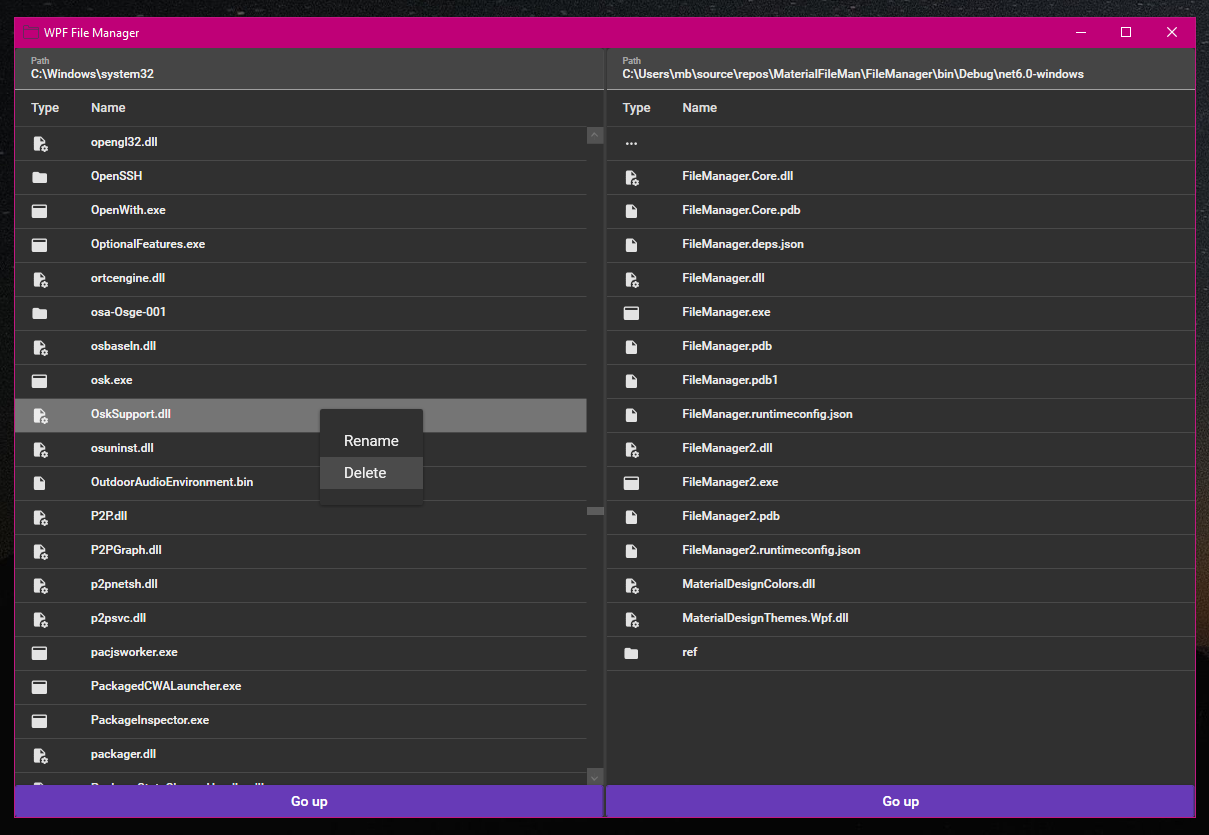 WPF File Manager
Path
C:\Windows\system32
Type Name
opengl32.dll
OpenSSH
OpenWith.exe
OptionalFeatures.exe
ortcengine.dll
osa-Osge-001
osbaseln.dll
osk.exe
OskSupport.dll
osuninst.dll
OutdoorAudioEnvironment.bin
P2P.dll
P2PGraph.dll
p2pnetsh.dll
p2psvc.dll
pacjsworker.exe
PackagedCWALauncher.exe
PackageInspector.exe
packager.dll
Go up
Rename
Delete
Path
C:\Users\mb\source\repos\MaterialFileMan\FileManager\bin\Debug\net6.0-windows
Type Name
...
FileManager.Core.dll
FileManager.Core.pdb
FileManager.deps.json
FileManager.dll
FileManager.exe
FileManager.pdb
FileManager.pdb1
FileManager.runtimeconfig.json
FileManager2.dll
FileManager2.exe
FileManager2.pdb
FileManager2.runtimeconfig.json
MaterialDesignColors.dll
MaterialDesignThemes.Wpf.dll
ref
Go up